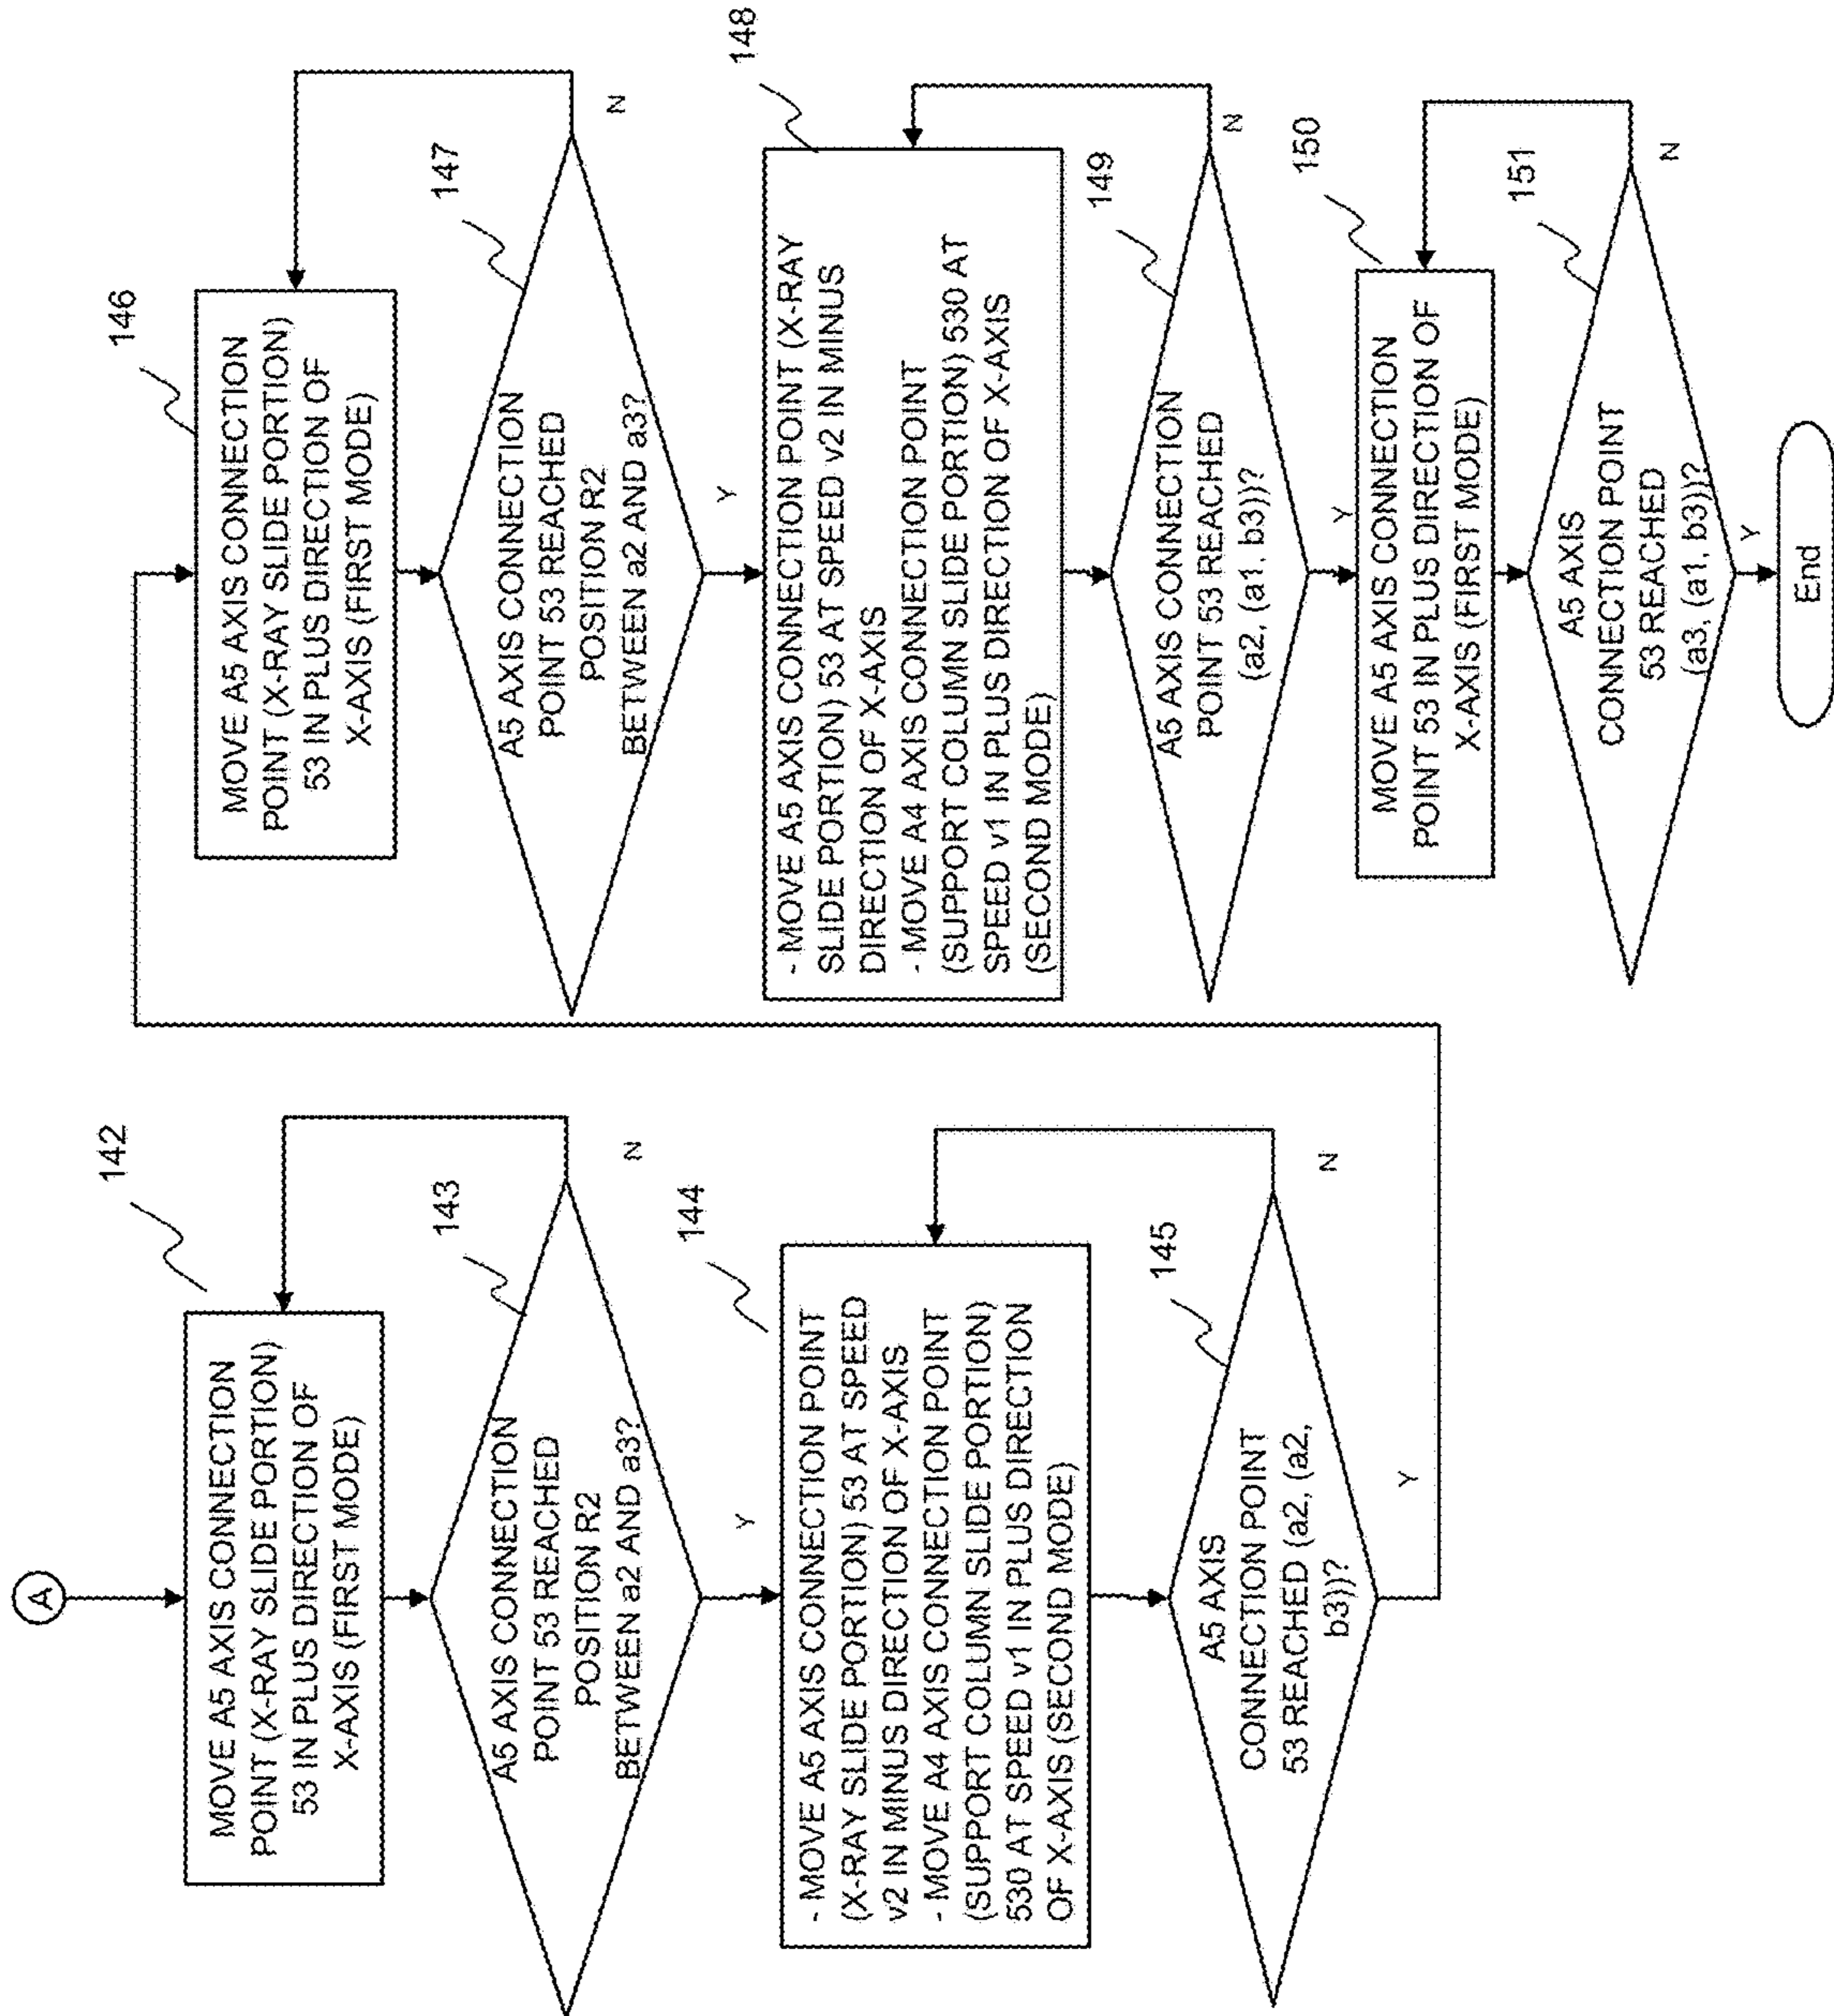 A
142
MOVE A5 AXIS CONNECTION
POINT (X-RAY SLIDE PORTION)
53 IN PLUS DIRECTION OF
X-AXIS (FIRST MODE)
143
A5 AXIS CONNECTION
POINT 53 REACHED
POSITION R2
BETWEEN a2 AND a3?
N
Y
144
- MOVE A5 AXIS CONNECTION POINT
(X-RAY SLIDE PORTION) 53 AT SPEED
v2 IN MINUS DIRECTION OF X-AXIS
- MOVE A4 AXIS CONNECTION POINT
(SUPPORT COLUMN SLIDE PORTION)
530 AT SPEED v1 IN PLUS DIRECTION
OF X-AXIS (SECOND MODE)
145
A5 AXIS
CONNECTION POINT
53 REACHED (a2, (a2,
b3))?
N
Y
146
MOVE A5 AXIS CONNECTION
POINT (X-RAY SLIDE PORTION)
53 IN PLUS DIRECTION OF
X-AXIS (FIRST MODE)
147
A5 AXIS CONNECTION
POINT 53 REACHED
POSITION R2
BETWEEN a2 AND a3?
N
Y
148
- MOVE A5 AXIS CONNECTION POINT (X-RAY
SLIDE PORTION) 53 AT SPEED v2 IN MINUS
DIRECTION OF X-AXIS
- MOVE A4 AXIS CONNECTION POINT
(SUPPORT COLUMN SLIDE PORTION) 530 AT
SPEED v1 IN PLUS DIRECTION OF X-AXIS
(SECOND MODE)
149
A5 AXIS CONNECTION
POINT 53 REACHED
(a2, (a1, b3))?
N
Y
150
MOVE A5 AXIS CONNECTION
POINT 53 IN PLUS DIRECTION OF
X-AXIS (FIRST MODE)
151
A5 AXIS
CONNECTION POINT
53 REACHED
(a3, (a1, b3))?
N
Y
End